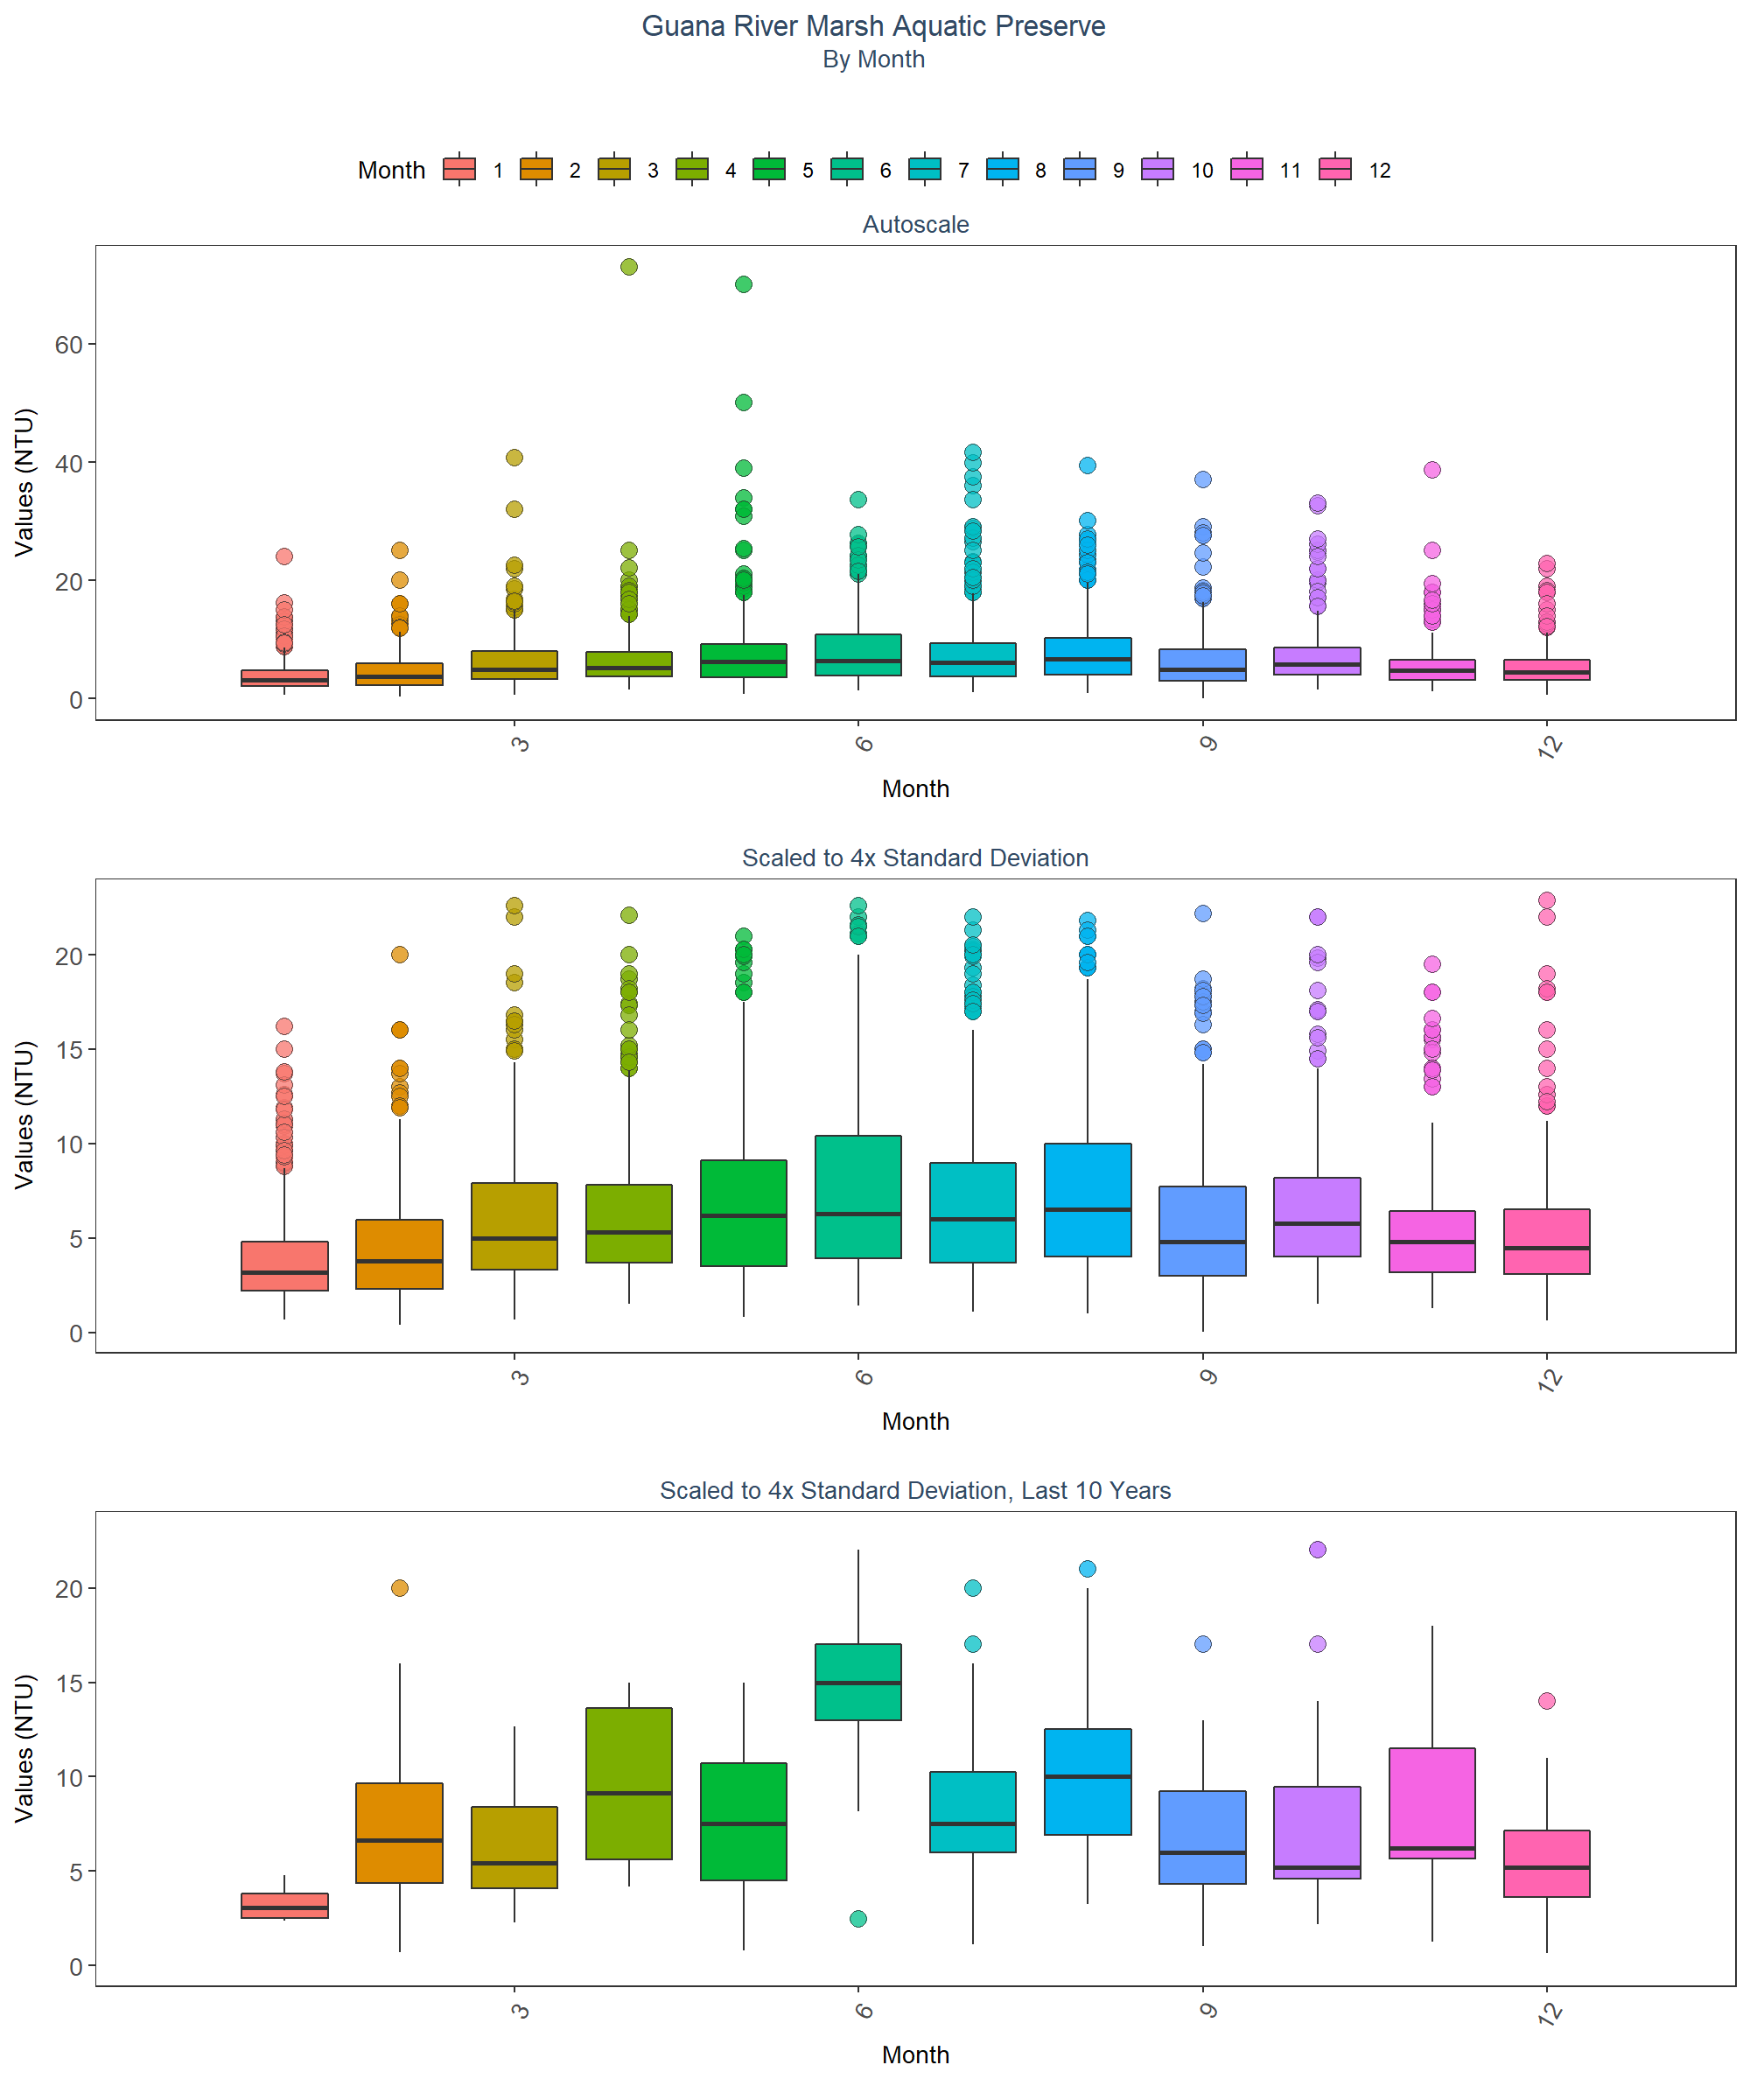 Guana River Marsh Aquatic Preserve
By Month
Month 1 2 3 4 5 6 7 8 9 10 11 12
Autoscale
Values (NTU)
60
40
20
0
3 6 9 12
Month
Scaled to 4x Standard Deviation
Values (NTU)
20
15
10
5
0
3 6 9 12
Month
Scaled to 4x Standard Deviation, Last 10 Years
Values (NTU)
20
15
10
5
0
3 6 9 12
Month